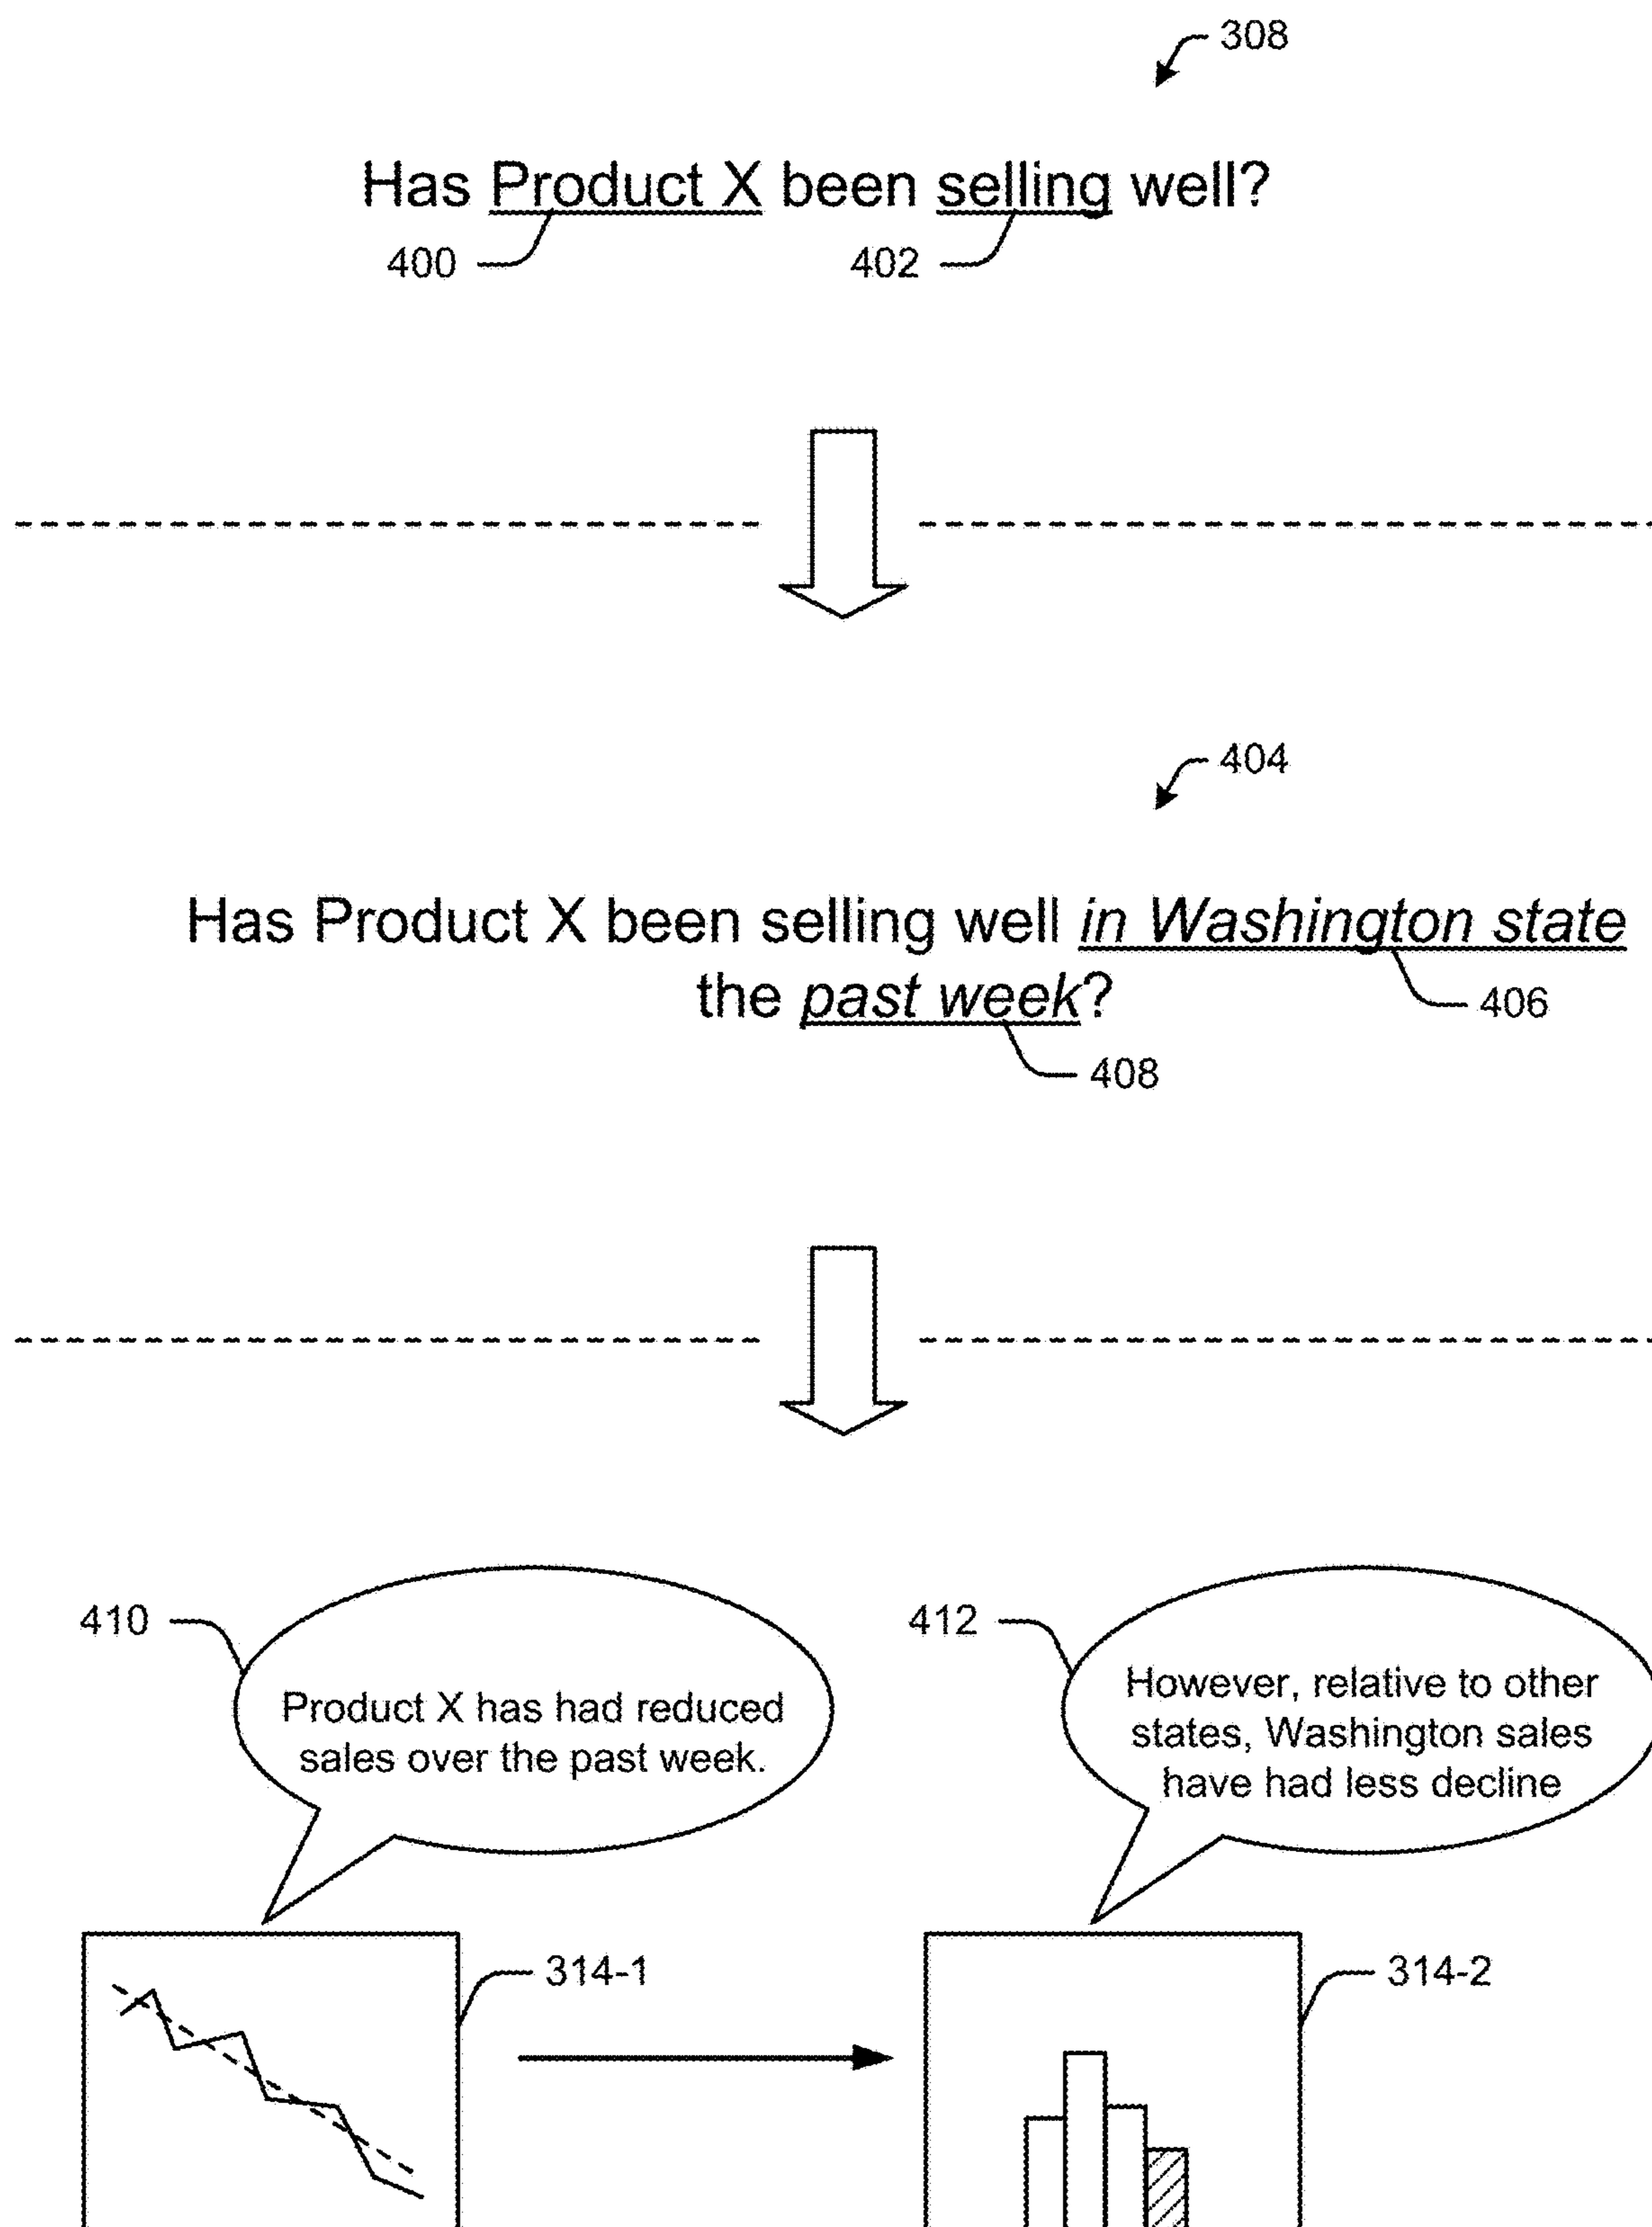 308
Has Product X been selling well?
400
402
404
Has Product X been selling well in Washington state
the past week?
406
408
410
Product X has had reduced
sales over the past week.
412
However, relative to other
states, Washington sales
have had less decline
314-1
314-2